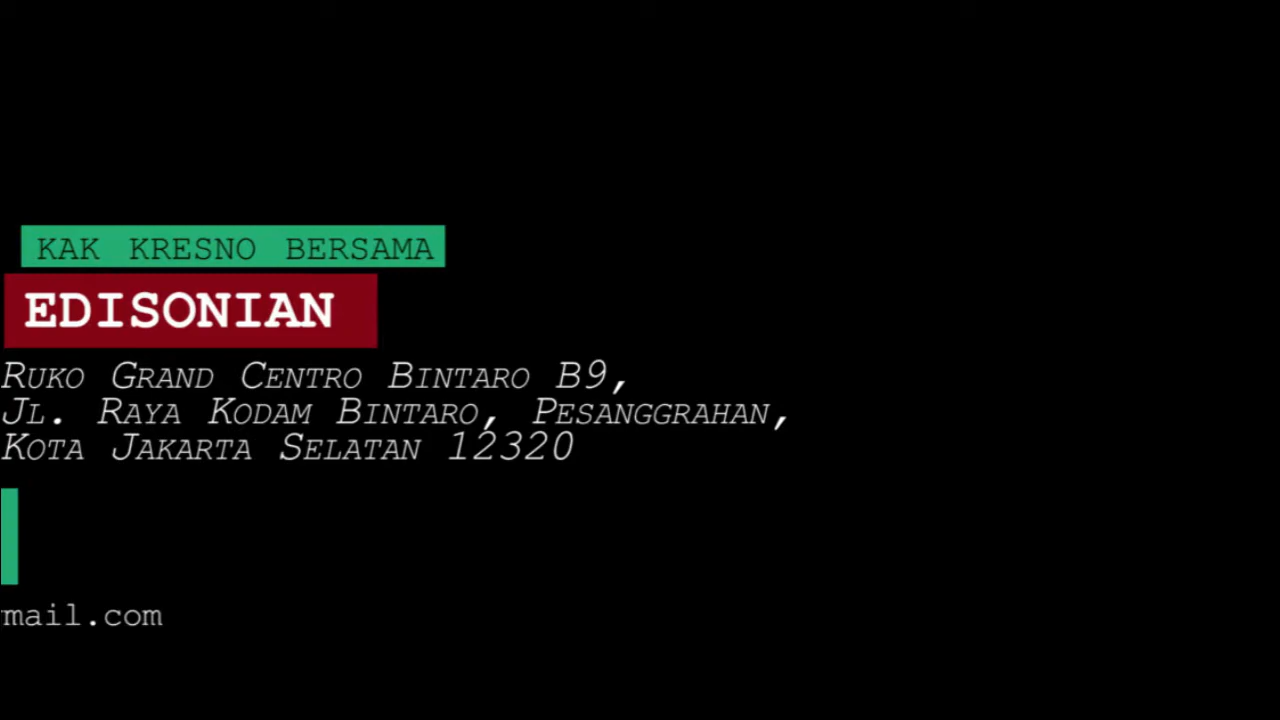 KAK KRESNO BERSAMA
EDISONIAN
RUKO GRAND CENTRO BINTARO B9,
JL. RAYA KODAM BINTARO, PESANGGRAHAN,
KOTA JAKARTA SELATAN 12320
mail.com